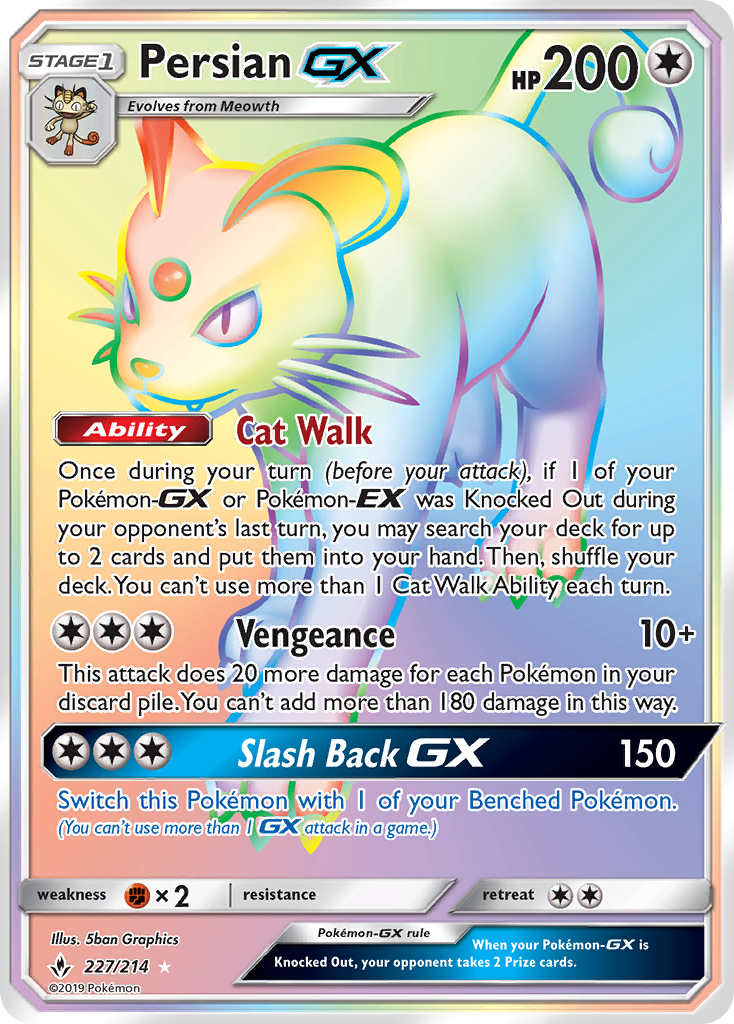 STAGE1 Persian GX HP 200
Evolves from Meowth
Ability Cat Walk
Once during your turn (before your attack), if 1 of your
Pokémon-GX or Pokémon-EX was Knocked Out during
your opponent's last turn, you may search your deck for up
to 2 cards and put them into your hand. Then, shuffle your
deck. You can't use more than 1 Cat Walk Ability each turn.
Vengeance 10+
This attack does 20 more damage for each Pokémon in your
discard pile. You can't add more than 180 damage in this way.
Slash Back GX 150
Switch this Pokémon with 1 of your Benched Pokémon.
(You can't use more than 1 GX attack in a game.)
weakness × 2 resistance retreat
Illus. 5ban Graphics
227/214
©2019 Pokémon
Pokémon-GX rule
When your Pokémon-GX is
Knocked Out, your opponent takes 2 Prize cards.